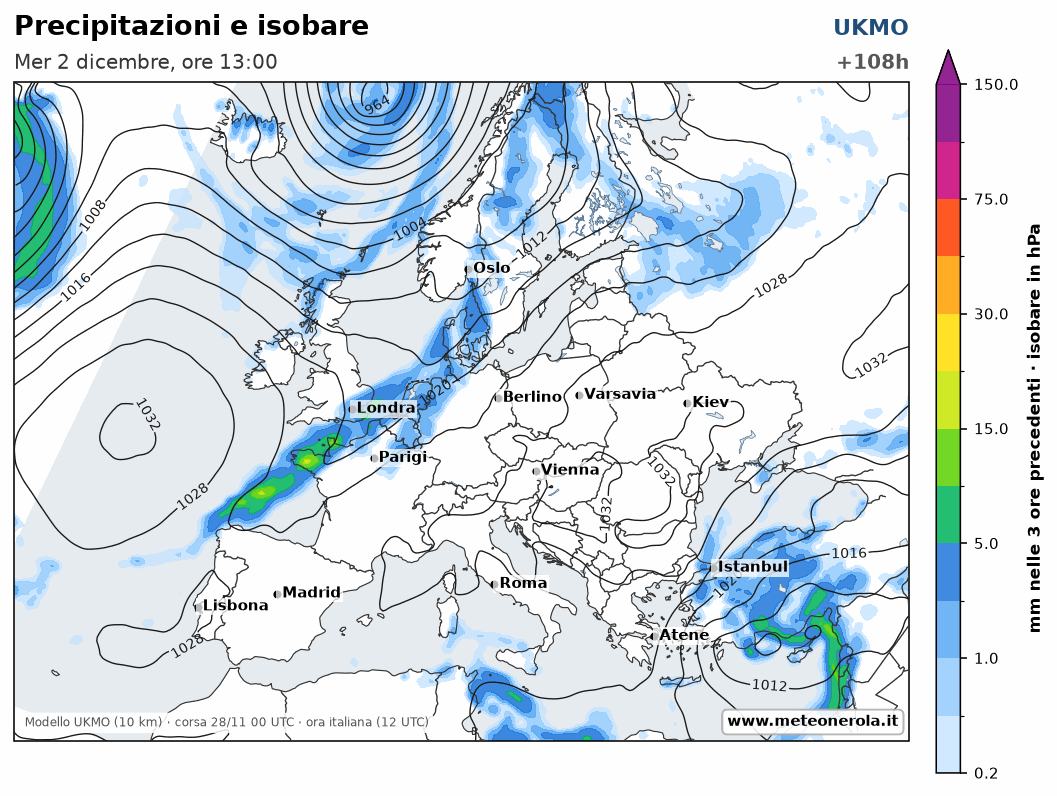 Precipitazioni e isobare
UKMO
Mer 2 dicembre, ore 13:00
+108h
964
1008
1004
1012
1016
Oslo
1028
1032
1032
1020
Londra
Berlino
Varsavia
Kiev
Parigi
Vienna
1032
1028
1032
1016
Istanbul
Roma
Madrid
Lisbona
Atene
1028
1012
Modello UKMO (10 km) · corsa 28/11 00 UTC · ora italiana (12 UTC)
www.meteonerola.it
150.0
75.0
30.0
15.0
5.0
1.0
0.2
mm nelle 3 ore precedenti · isobare in hPa